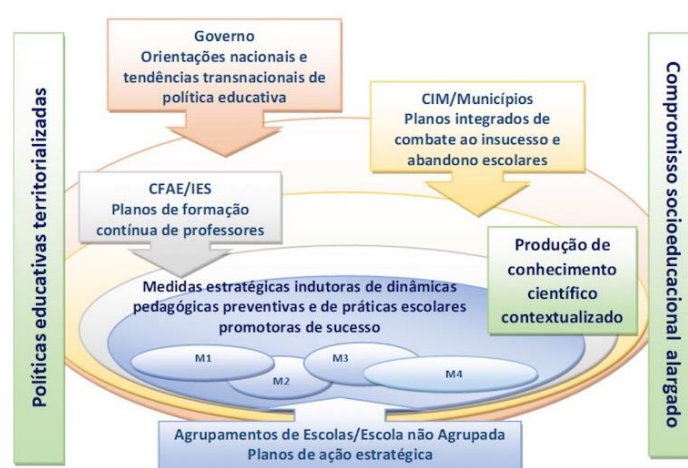 Governo
Orientações nacionais e
tendências transnacionais de
política educativa
CIM/Municípios
Planos integrados de
combate ao insucesso e
abandono escolares
CFAE/IES
Planos de formação
contínua de professores
Políticas educativas territorializadas
Compromisso socioeducacional alargado
Produção de
conhecimento
científico
contextualizado
Medidas estratégicas indutoras de dinâmicas
pedagógicas preventivas e de práticas escolares
promotoras de sucesso
M1
M2
M3
M4
Agrupamentos de Escolas/Escola não Agrupada
Planos de ação estratégica